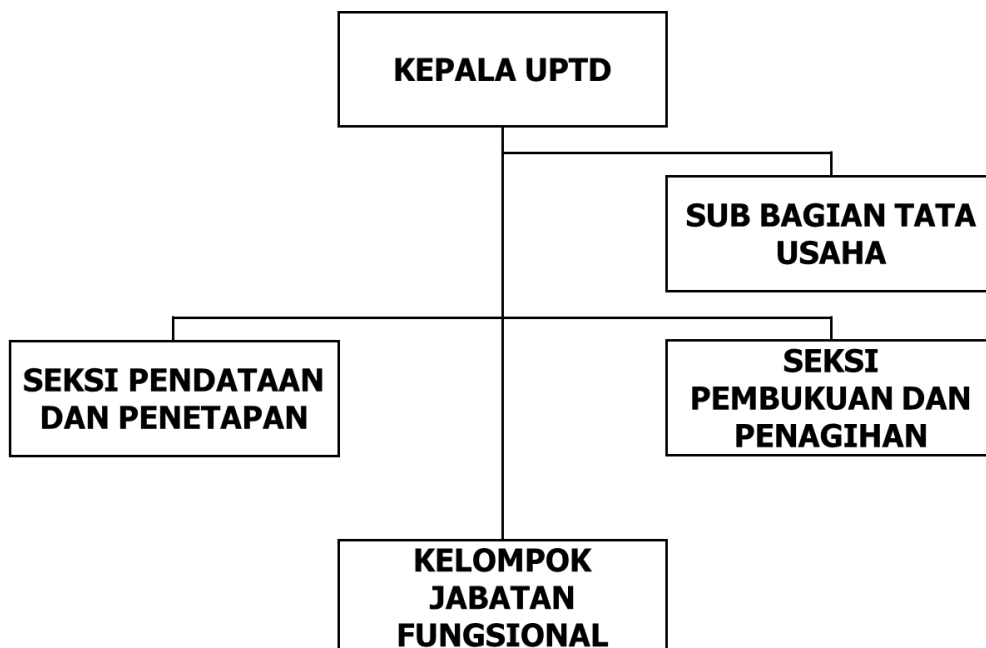 KEPALA UPTD
SUB BAGIAN TATA
USAHA
SEKSI PENDATAAN
DAN PENETAPAN
SEKSI
PEMBUKUAN DAN
PENAGIHAN
KELOMPOK
JABATAN
FUNGSIONAL